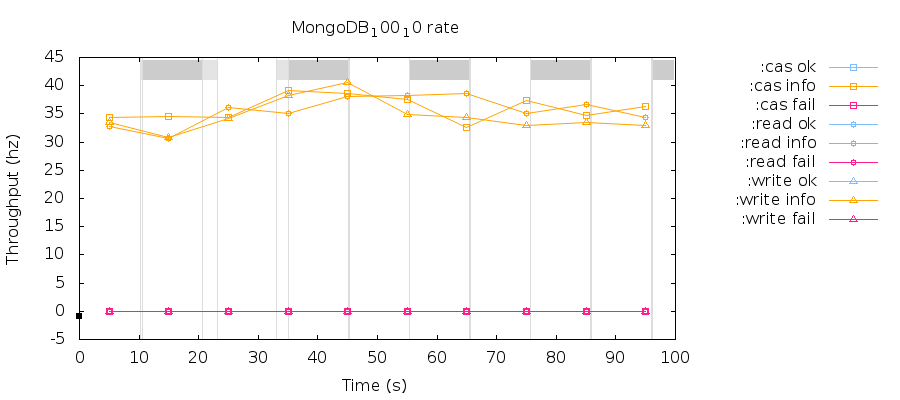 MongoDB₁00₁0 rate
Throughput (hz)
45
40
35
30
25
20
15
10
5
0
-5
0 10 20 30 40 50 60 70 80 90 100
Time (s)
:cas ok
:cas info
:cas fail
:read ok
:read info
:read fail
:write ok
:write info
:write fail